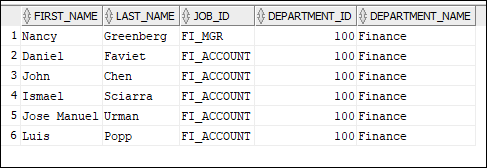 FIRST_NAME LAST_NAME JOB_ID DEPARTMENT_ID DEPARTMENT_NAME
1 Nancy Greenberg FI_MGR 100 Finance
2 Daniel Faviet FI_ACCOUNT 100 Finance
3 John Chen FI_ACCOUNT 100 Finance
4 Ismael Sciarra FI_ACCOUNT 100 Finance
5 Jose Manuel Urman FI_ACCOUNT 100 Finance
6 Luis Popp FI_ACCOUNT 100 Finance